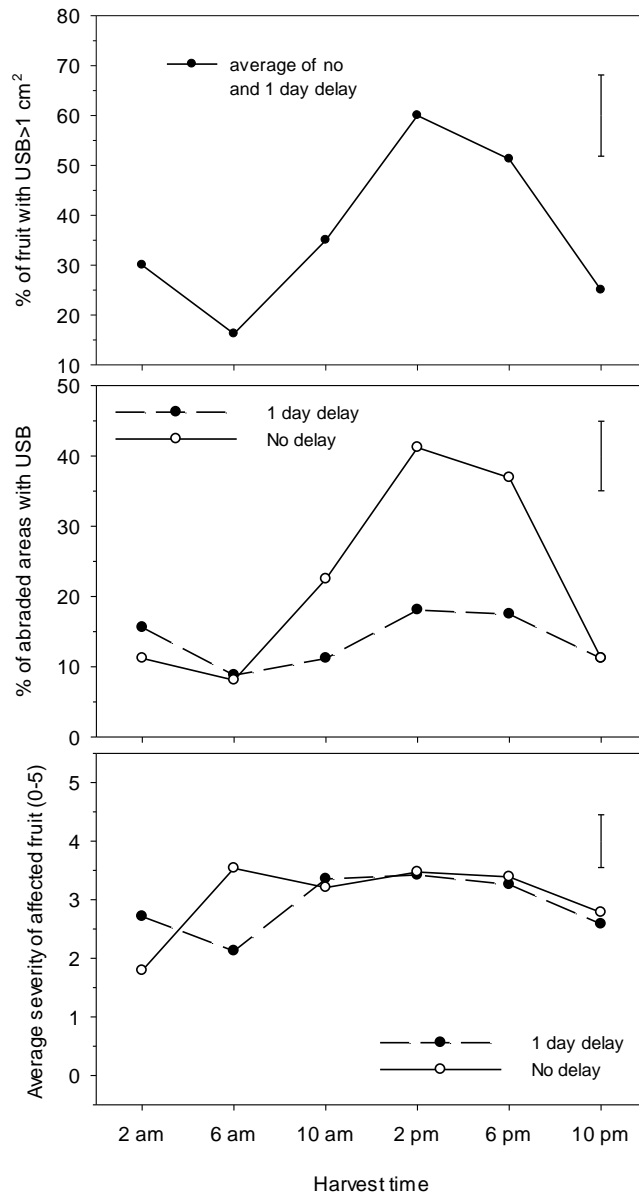 80
70
60
50
40
30
20
10
% of fruit with USB>1 cm²
average of no
and 1 day delay
50
40
30
20
10
0
% of abraded areas with USB
1 day delay
No delay
5
4
3
2
1
0
Average severity of affected fruit (0-5)
1 day delay
No delay
2 am 6 am 10 am 2 pm 6 pm 10 pm
Harvest time